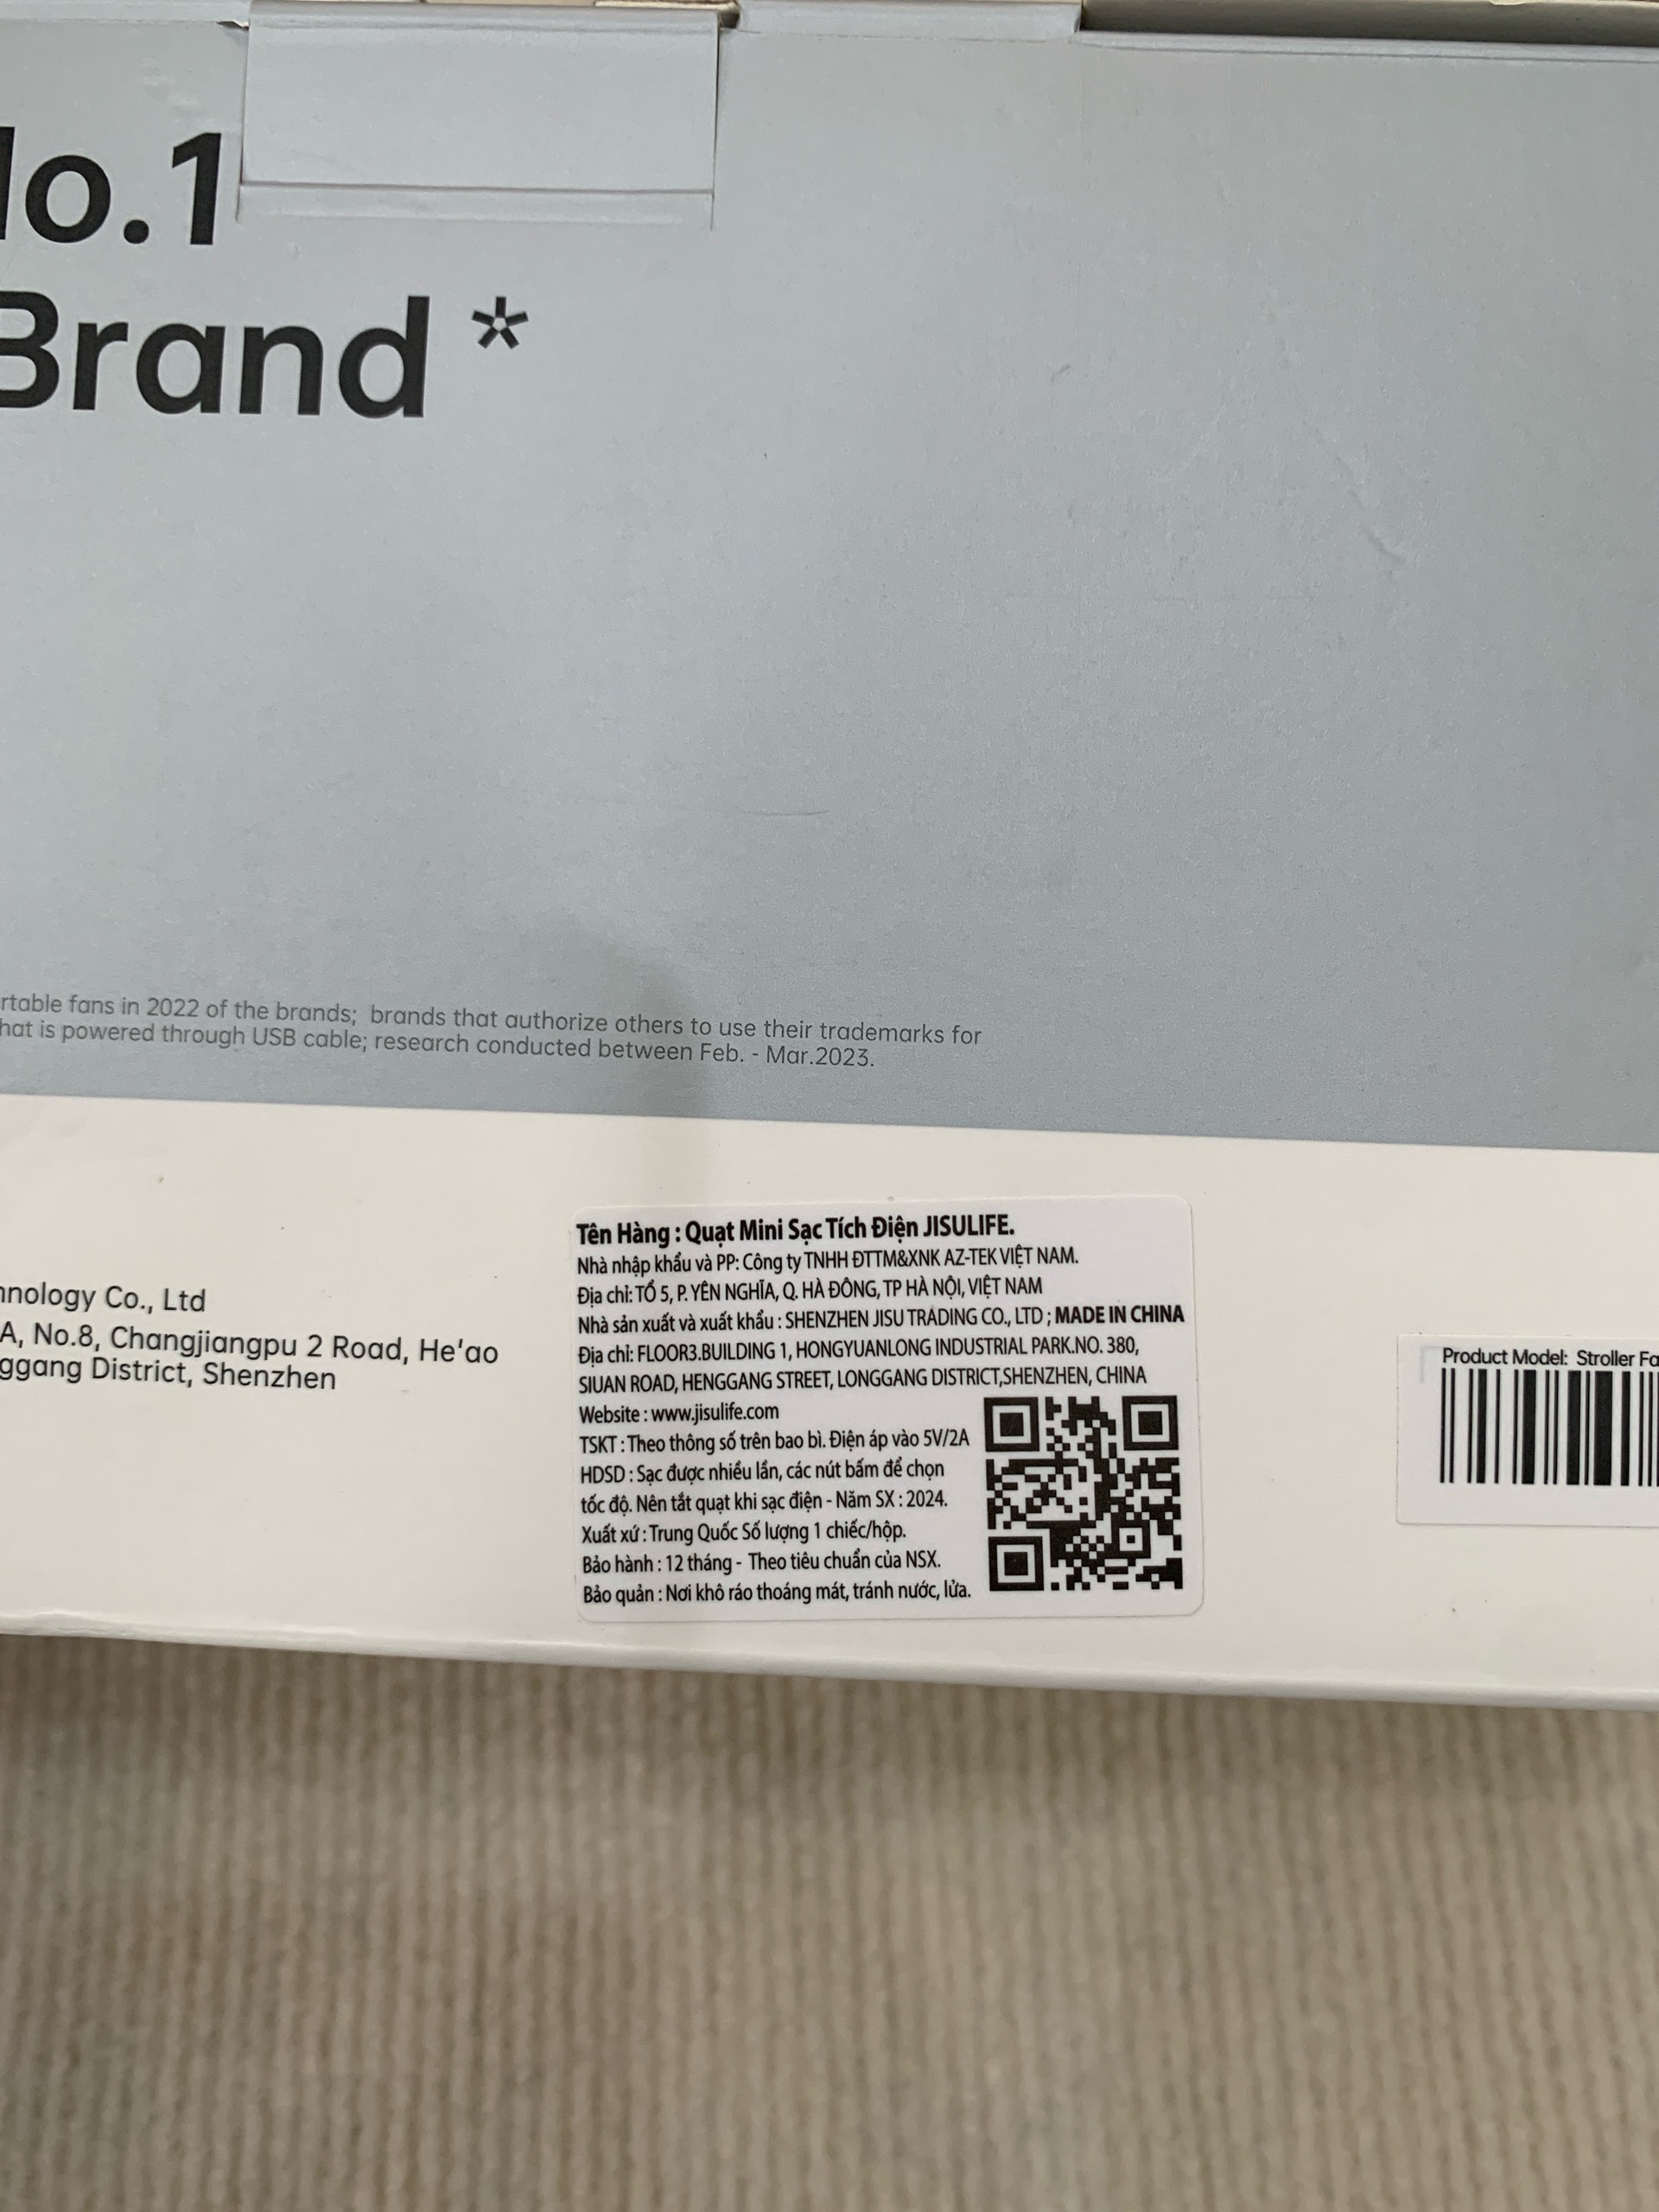 No.1
Brand *
rtable fans in 2022 of the brands; brands that authorize others to use their trademarks for
hat is powered through USB cable; research conducted between Feb. - Mar.2023.
nology Co., Ltd
A, No.8, Changjiangpu 2 Road, He'ao
ggang District, Shenzhen
Tên Hàng : Quạt Mini Sạc Tích Điện JISULIFE.
Nhà nhập khẩu và PP: Công ty TNHH ĐTTM&XNK AZ-TEK VIỆT NAM.
Địa chỉ: TỔ 5, P. YÊN NGHĨA, Q. HÀ ĐÔNG, TP HÀ NỘI, VIỆT NAM
Nhà sản xuất và xuất khẩu : SHENZHEN JISU TRADING CO., LTD ; MADE IN CHINA
Địa chỉ: FLOOR3.BUILDING 1, HONGYUANLONG INDUSTRIAL PARK.NO. 380,
SIUAN ROAD, HENGGANG STREET, LONGGANG DISTRICT,SHENZHEN, CHINA
Website : www.jisulife.com
TSKT : Theo thông số trên bao bì. Điện áp vào 5V/2A
HDSD : Sạc được nhiều lần, các nút bấm để chọn
tốc độ. Nên tắt quạt khi sạc điện - Năm SX : 2024.
Xuất xứ : Trung Quốc Số lượng 1 chiếc/hộp.
Bảo hành : 12 tháng - Theo tiêu chuẩn của NSX.
Bảo quản : Nơi khô ráo thoáng mát, tránh nước, lửa.
Product Model: Stroller Fa